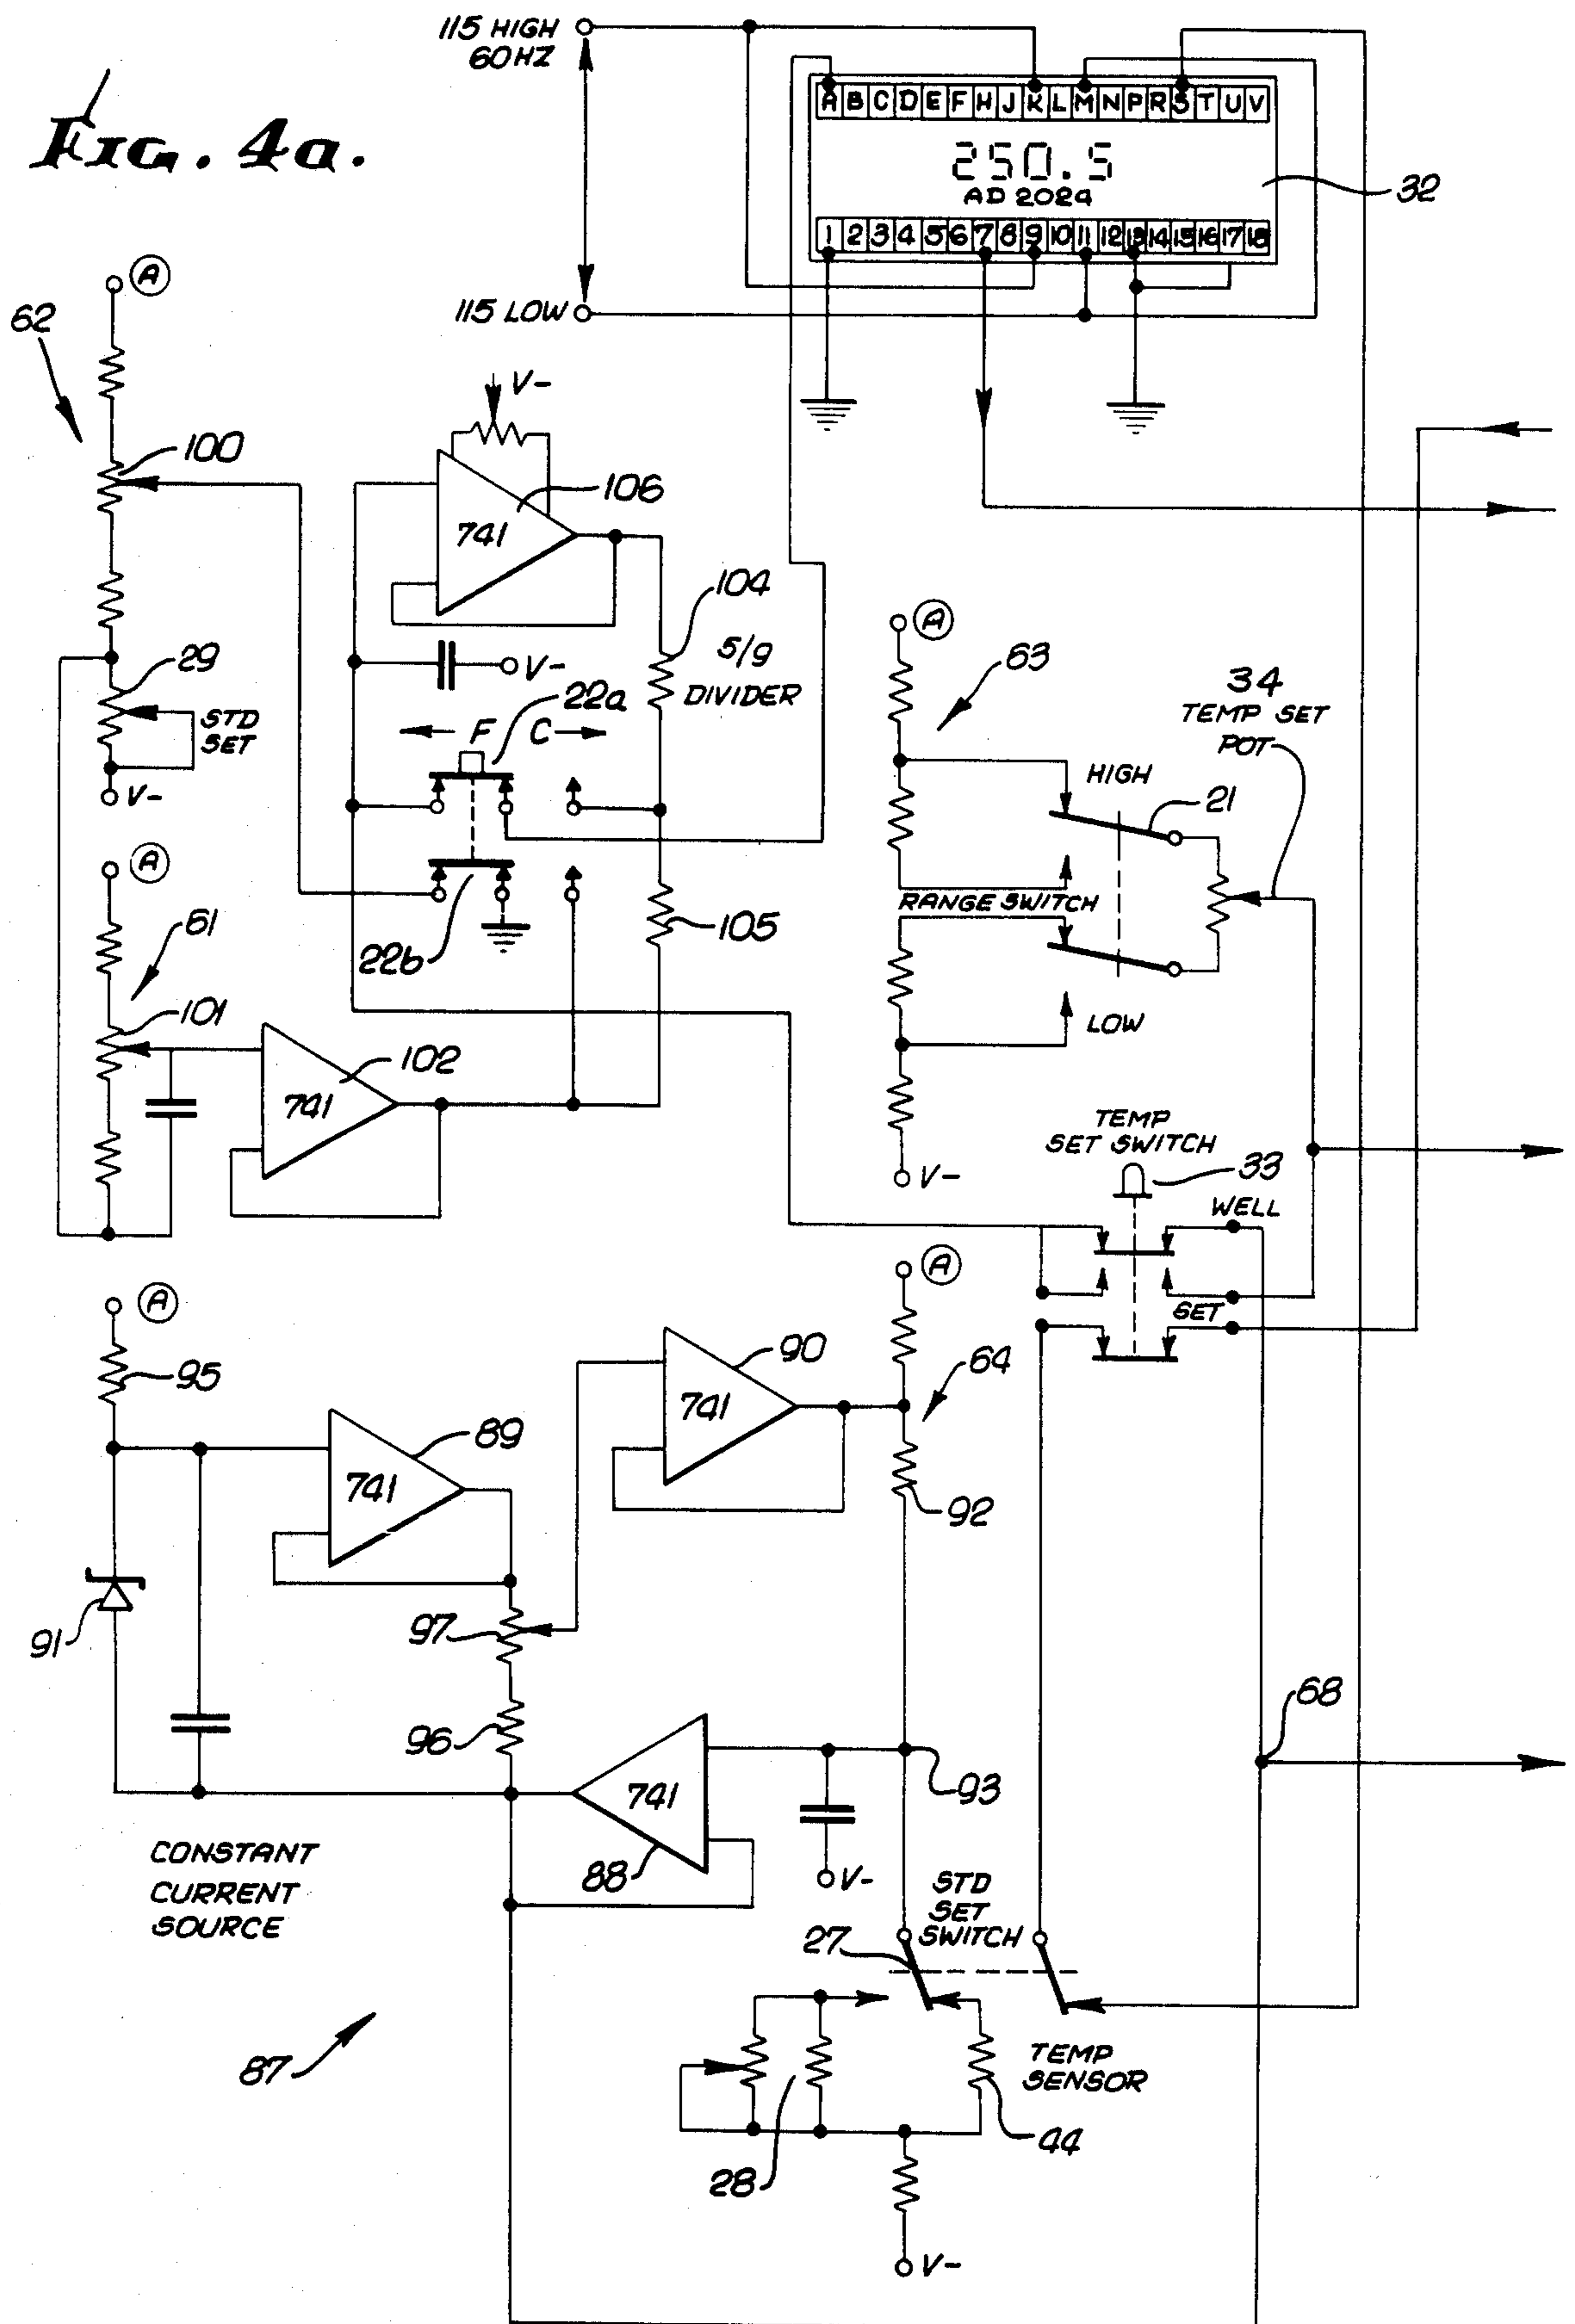 FIG. 4a.
115 HIGH
60HZ
A B C D E F H J K L M N P R S T U V
250.5
AD 2024
32
1 2 3 4 5 6 7 8 9 10 11 12 13 14 15 16 17 18
115 LOW
A
62
100
V-
106
741
104
5/9
DIVIDER
V-
22a
F C
29
STD
SET
V-
A
63
34
TEMP SET
POT
HIGH
21
RANGE SWITCH
LOW
V-
A
61
101
22b
105
102
741
TEMP
SET SWITCH
33
WELL
SET
A
95
89
741
90
741
A
64
92
91
97
96
741
88
93
V-
68
CONSTANT
CURRENT
SOURCE
STD
SET
SWITCH
27
87
28
TEMP
SENSOR
44
V-